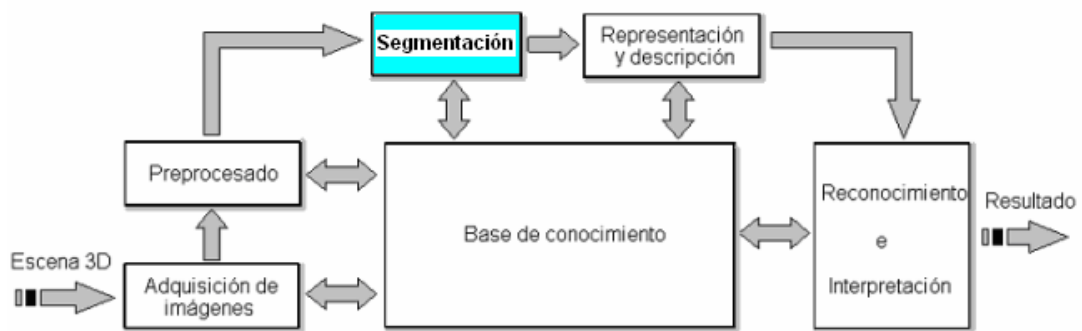 Segmentación
Representación
y descripción
Preprocesado
Base de conocimiento
Reconocimiento
e
Interpretación
Resultado
Escena 3D
Adquisición de
imágenes